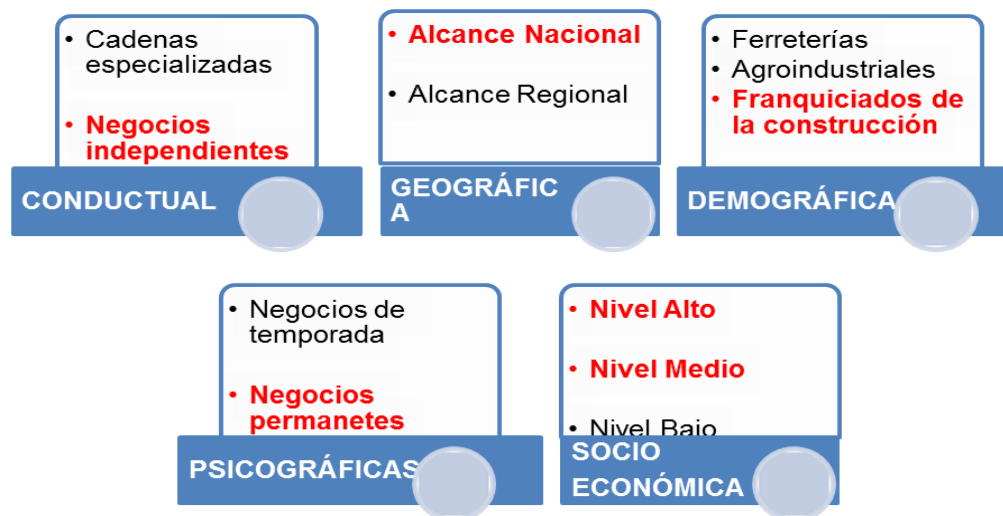 • Cadenas
especializadas
• Negocios
independientes
CONDUCTUAL
• Alcance Nacional
• Alcance Regional
GEOGRÁFIC
A
• Ferreterías
• Agroindustriales
• Franquiciados de
la construcción
DEMOGRÁFICA
• Negocios de
temporada
• Negocios
permanetes
PSICOGRÁFICAS
• Nivel Alto
• Nivel Medio
• Nivel Bajo
SOCIO
ECONÓMICA